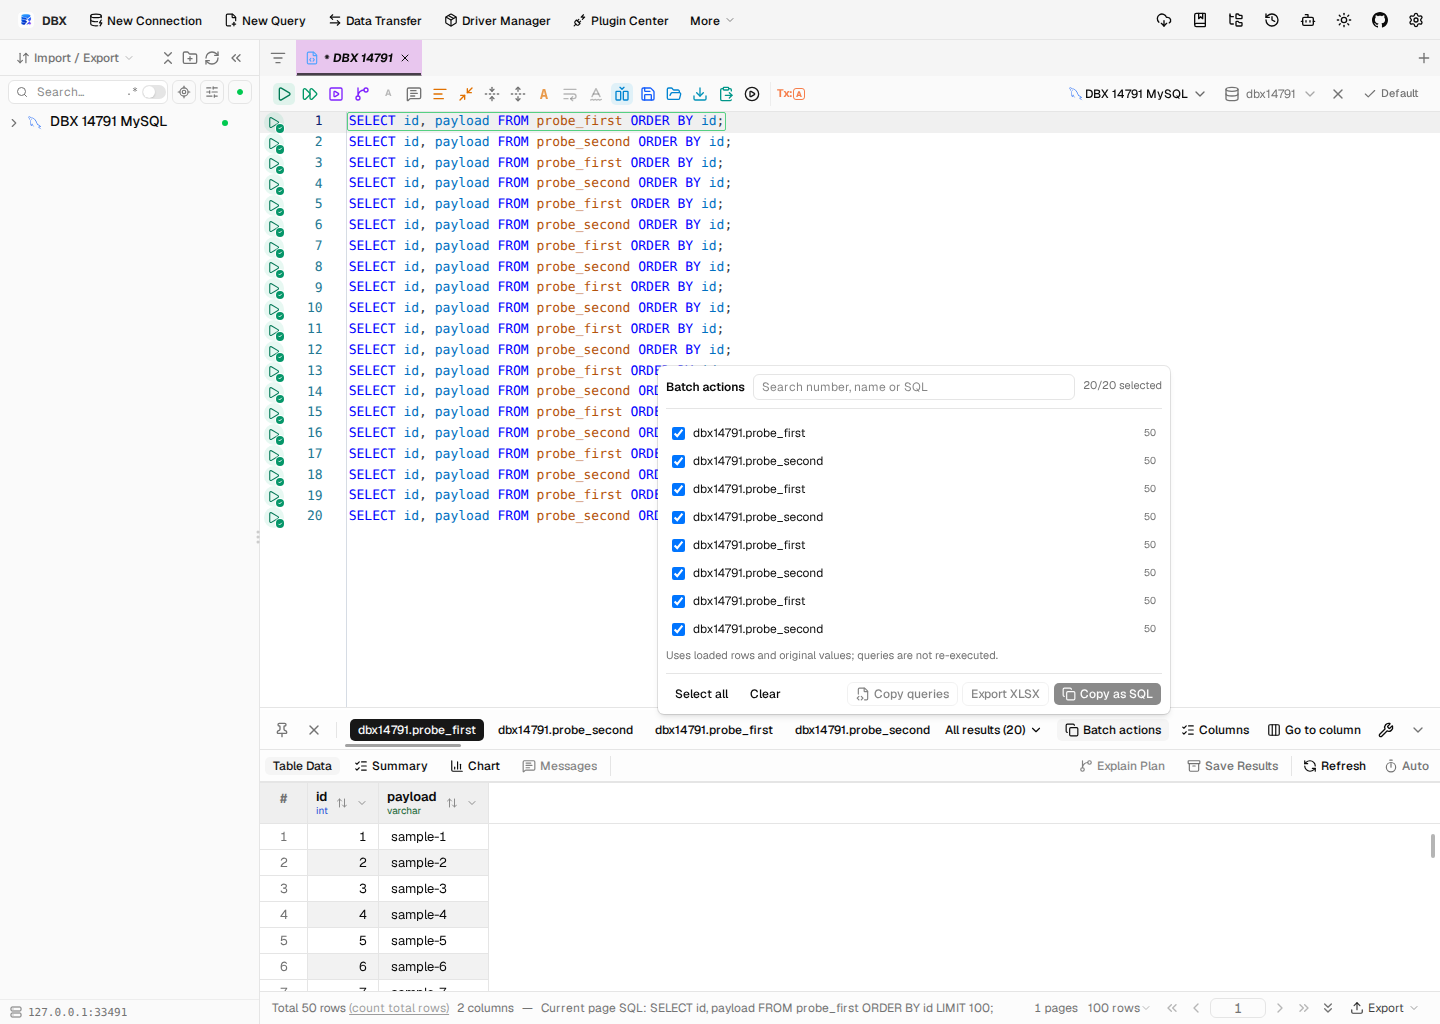 DBX New Connection New Query Data Transfer Driver Manager Plugin Center More
Import / Export
* DBX 14791
Search... .*
A A A Tx:A
DBX 14791 MySQL dbx14791 Default
DBX 14791 MySQL
1 SELECT id, payload FROM probe_first ORDER BY id;
2 SELECT id, payload FROM probe_second ORDER BY id;
3 SELECT id, payload FROM probe_first ORDER BY id;
4 SELECT id, payload FROM probe_second ORDER BY id;
5 SELECT id, payload FROM probe_first ORDER BY id;
6 SELECT id, payload FROM probe_second ORDER BY id;
7 SELECT id, payload FROM probe_first ORDER BY id;
8 SELECT id, payload FROM probe_second ORDER BY id;
9 SELECT id, payload FROM probe_first ORDER BY id;
10 SELECT id, payload FROM probe_second ORDER BY id;
11 SELECT id, payload FROM probe_first ORDER BY id;
12 SELECT id, payload FROM probe_second ORDER BY id;
13 SELECT id, payload FROM probe_first
14 SELECT id, payload FROM probe_second
15 SELECT id, payload FROM probe_first
16 SELECT id, payload FROM probe_second
17 SELECT id, payload FROM probe_first
18 SELECT id, payload FROM probe_second
19 SELECT id, payload FROM probe_first
20 SELECT id, payload FROM probe_second
Batch actions Search number, name or SQL 20/20 selected
dbx14791.probe_first 50
dbx14791.probe_second 50
dbx14791.probe_first 50
dbx14791.probe_second 50
dbx14791.probe_first 50
dbx14791.probe_second 50
dbx14791.probe_first 50
dbx14791.probe_second 50
Uses loaded rows and original values; queries are not re-executed.
Select all Clear Copy queries Export XLSX Copy as SQL
dbx14791.probe_first dbx14791.probe_second dbx14791.probe_first dbx14791.probe_second All results (20) Batch actions Columns Go to column
Table Data Summary Chart Messages Explain Plan Save Results Refresh Auto
# id int payload varchar
1 1 sample-1
2 2 sample-2
3 3 sample-3
4 4 sample-4
5 5 sample-5
6 6 sample-6
127.0.0.1:33491
Total 50 rows (count total rows) 2 columns — Current page SQL: SELECT id, payload FROM probe_first ORDER BY id LIMIT 100; 1 pages 100 rows 1 Export